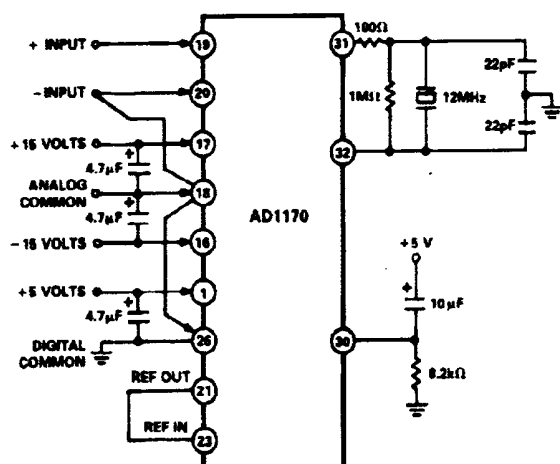 + INPUT
19
- INPUT
20
+ 15 VOLTS
17
+
4.7μF
ANALOG
COMMON
18
+
4.7μF
- 15 VOLTS
16
+5 VOLTS
1
+
4.7μF
DIGITAL
COMMON
26
REF OUT
21
REF IN
23
AD1170
31
100Ω
1MΩ
12MHz
22pF
22pF
32
+5 V
+
10 μF
30
8.2kΩ